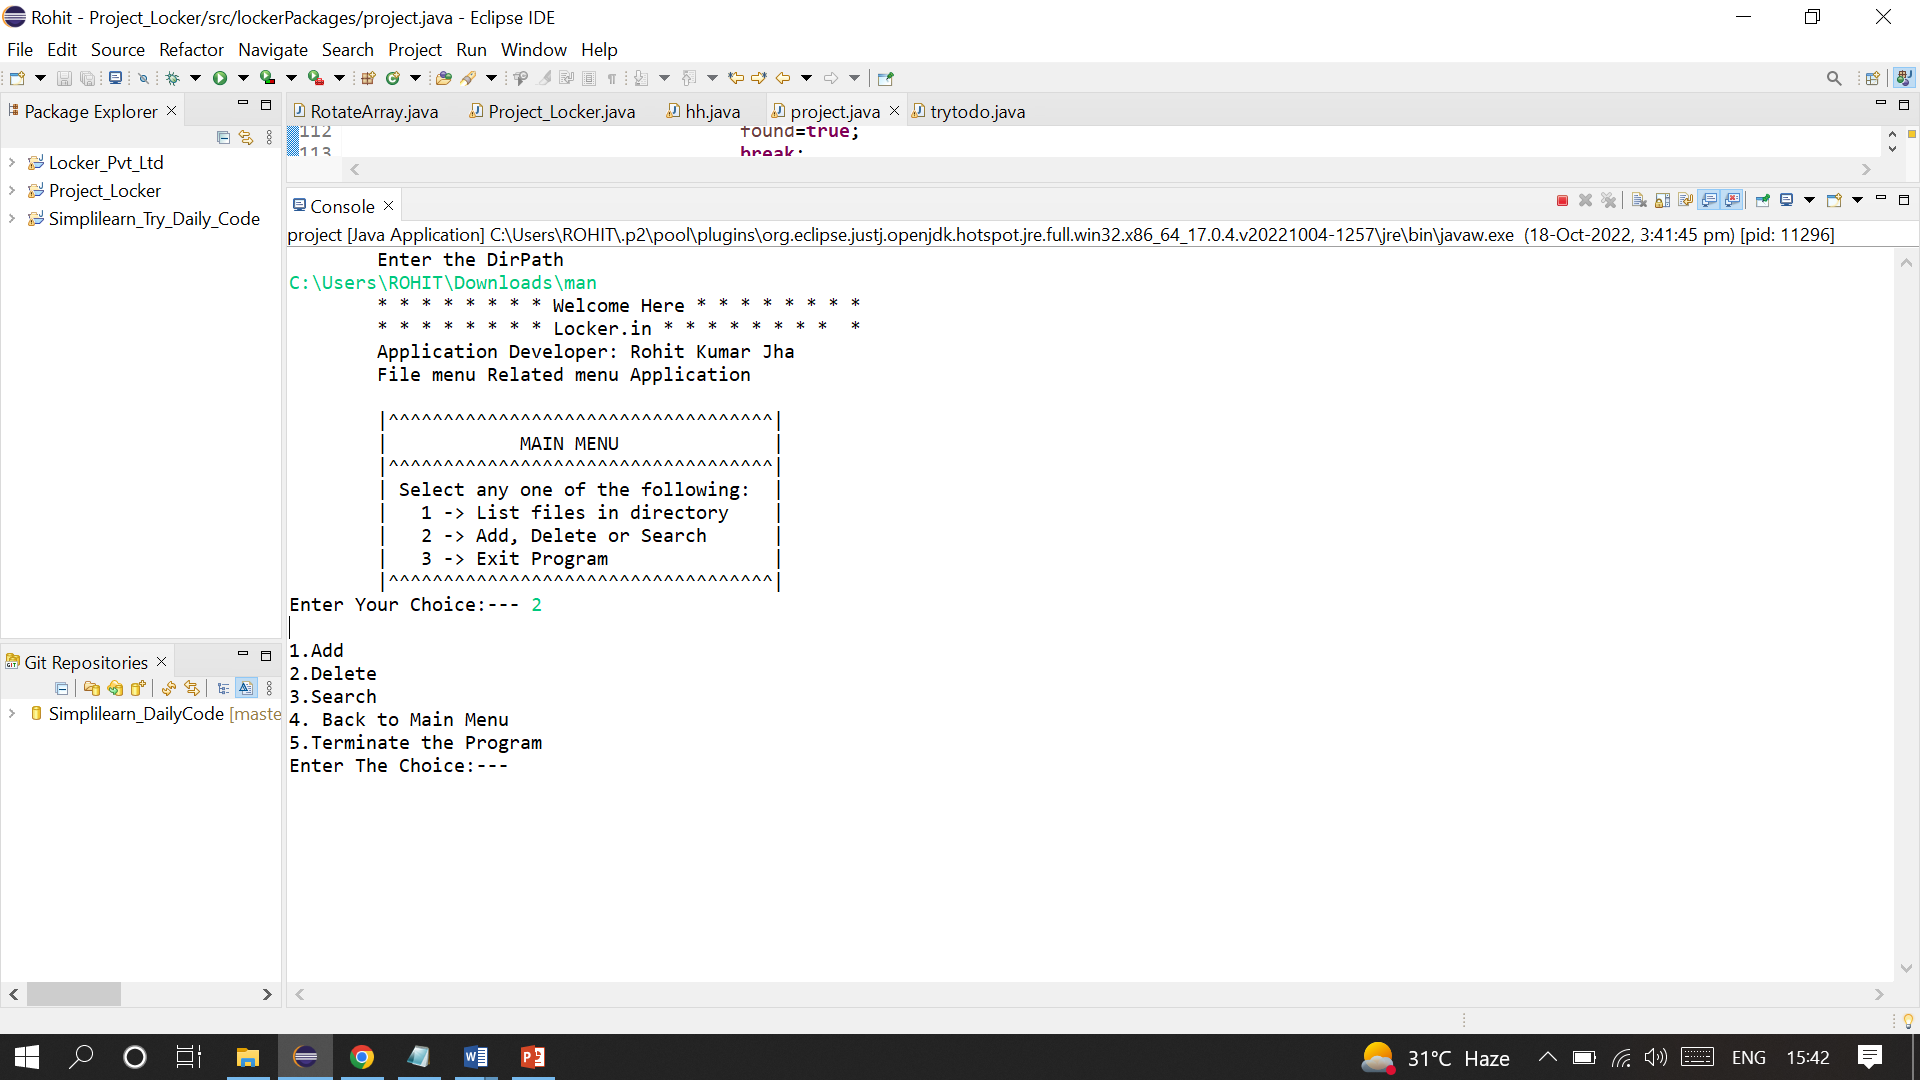 Rohit - Project_Locker/src/lockerPackages/project.java - Eclipse IDE
File Edit Source Refactor Navigate Search Project Run Window Help
Package Explorer
Locker_Pvt_Ltd
Project_Locker
Simplilearn_Try_Daily_Code
Git Repositories
Simplilearn_DailyCode [maste
RotateArray.java Project_Locker.java hh.java project.java trytodo.java
112 found=true;
113 break;
Console
project [Java Application] C:\Users\ROHIT\.p2\pool\plugins\org.eclipse.justj.openjdk.hotspot.jre.full.win32.x86_64_17.0.4.v20221004-1257\jre\bin\javaw.exe (18-Oct-2022, 3:41:45 pm) [pid: 11296]
Enter the DirPath
C:\Users\ROHIT\Downloads\man
* * * * * * * * Welcome Here * * * * * * * *
* * * * * * * * Locker.in * * * * * * * *  *
Application Developer: Rohit Kumar Jha
File menu Related menu Application
|^^^^^^^^^^^^^^^^^^^^^^^^^^^^^^^^^^^|
| MAIN MENU |
|^^^^^^^^^^^^^^^^^^^^^^^^^^^^^^^^^^^|
| Select any one of the following: |
| 1 -> List files in directory |
| 2 -> Add, Delete or Search |
| 3 -> Exit Program |
|^^^^^^^^^^^^^^^^^^^^^^^^^^^^^^^^^^^|
Enter Your Choice:--- 2
1.Add
2.Delete
3.Search
4. Back to Main Menu
5.Terminate the Program
Enter The Choice:---
31°C Haze ENG 15:42